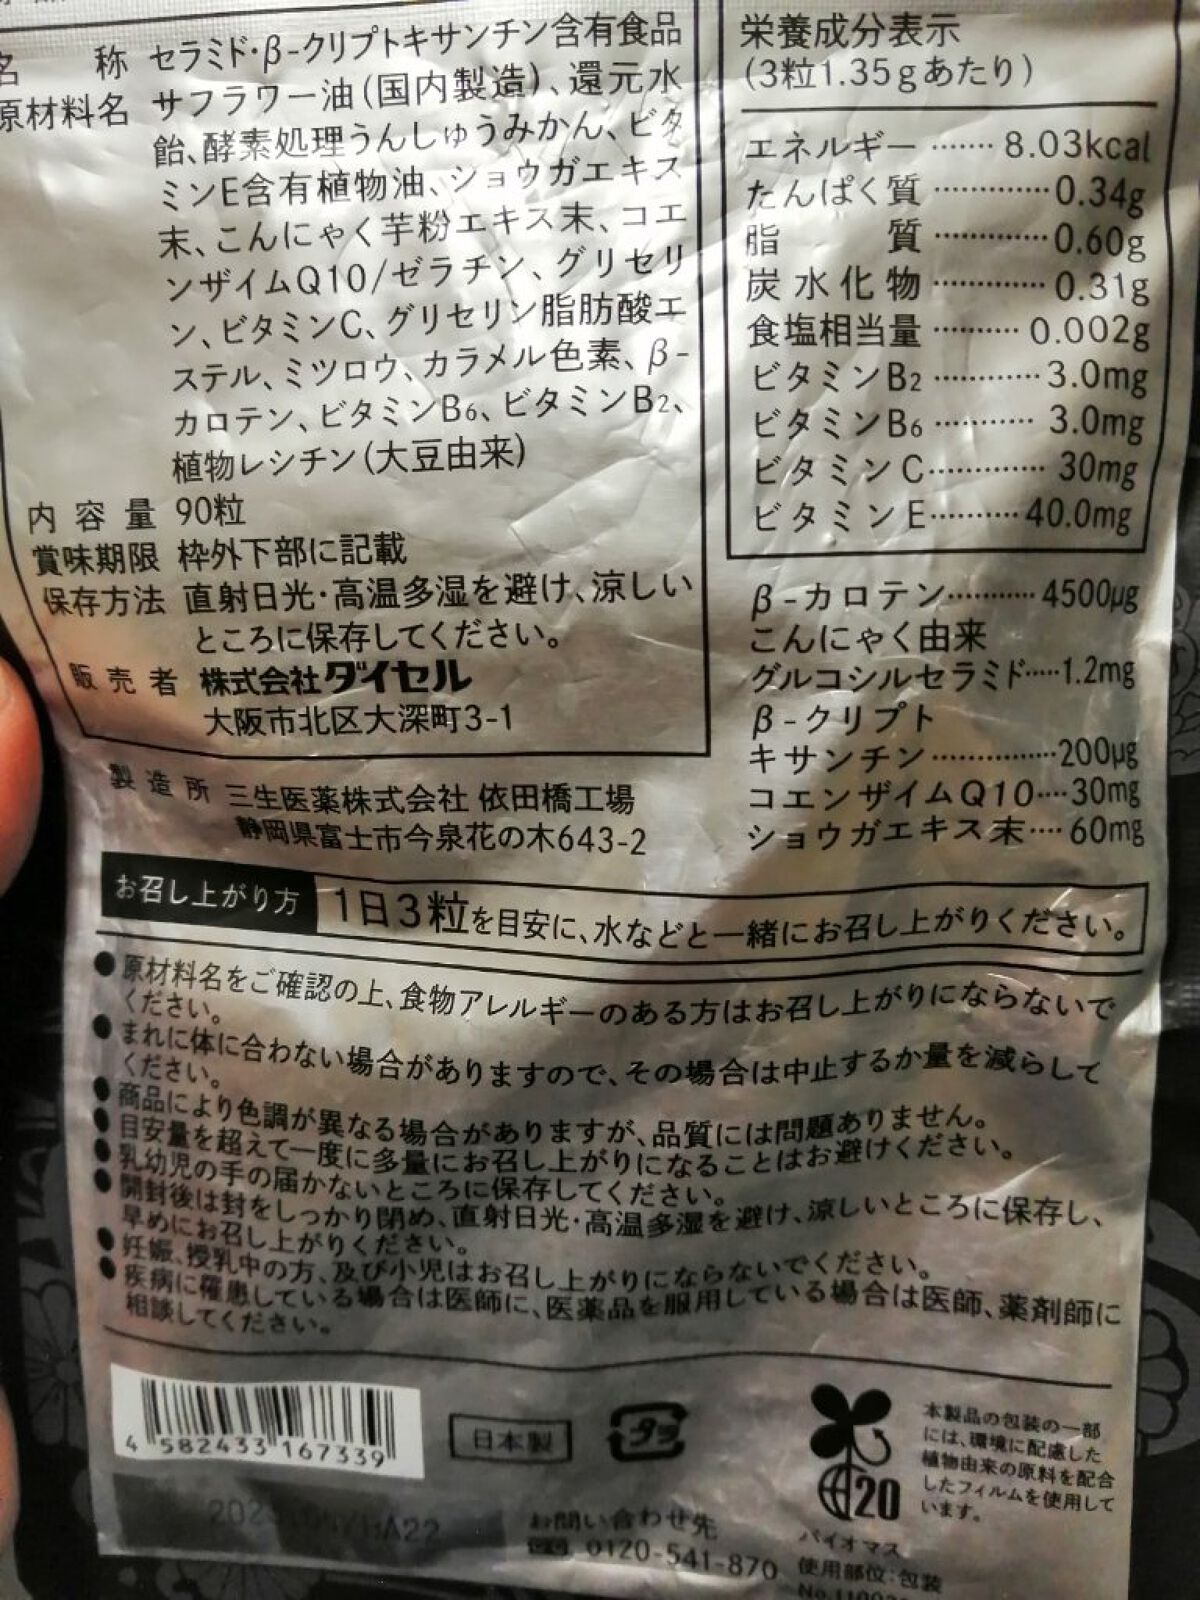 名 称 セラミド・β-クリプトキサンチン含有食品
原材料名 サフラワー油(国内製造)、還元水
飴、酵素処理うんしゅうみかん、ビタ
ミンE含有植物油、ショウガエキス
末、こんにゃく芋粉エキス末、コエ
ンザイムQ10/ゼラチン、グリセリ
ン、ビタミンC、グリセリン脂肪酸エ
ステル、ミツロウ、カラメル色素、β-
カロテン、ビタミンB6、ビタミンB2、
植物レシチン(大豆由来)
内容量 90粒
賞味期限 枠外下部に記載
保存方法 直射日光・高温多湿を避け、涼しい
ところに保存してください。
販売者 株式会社ダイセル
大阪市北区大深町3-1
製造所 三生医薬株式会社 依田橋工場
静岡県富士市今泉花の木643-2
栄養成分表示
(3粒1.35gあたり)
エネルギー……8.03kcal
たんぱく質…………0.34g
脂 質…………0.60g
炭水化物…………0.31g
食塩相当量………0.002g
ビタミンB2…………3.0mg
ビタミンB6…………3.0mg
ビタミンC…………30mg
ビタミンE………40.0mg
β-カロテン………4500μg
こんにゃく由来
グルコシルセラミド……1.2mg
β-クリプト
キサンチン…………200μg
コエンザイムQ10……30mg
ショウガエキス末……60mg
お召し上がり方 1日3粒を目安に、水などと一緒にお召し上がりください。
●原材料名をご確認の上、食物アレルギーのある方はお召し上がりにならないで
ください。
●まれに体に合わない場合がありますので、その場合は中止するか量を減らして
ください。
●商品により色調が異なる場合がありますが、品質には問題ありません。
●目安量を超えて一度に多量にお召し上がりになることはお避けください。
●乳幼児の手の届かないところに保存してください。
●開封後は封をしっかり閉め、直射日光・高温多湿を避け、涼しいところに保存し、
早めにお召し上がりください。
●妊娠、授乳中の方、及び小児はお召し上がりにならないでください。
●疾病に罹患している場合は医師に、医薬品を服用している場合は医師、薬剤師に
相談してください。
4 582433 167339
日本製
プラ
20
本製品の包装の一部
には、環境に配慮した
植物由来の原料を配合
したフィルムを使用して
います。
バイオマス
使用部位:包装
お問い合わせ先
0120-541-870